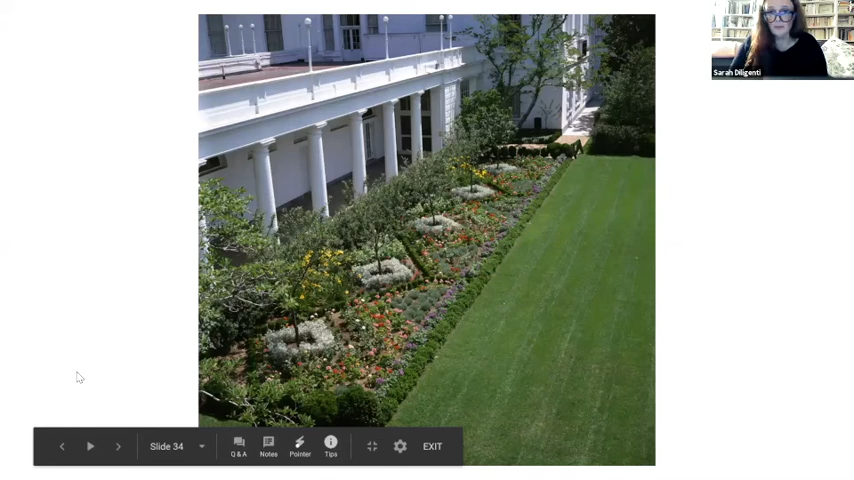 Sarah Diligenti
Slide 34
Q & A
Notes
Pointer
Tips
EXIT